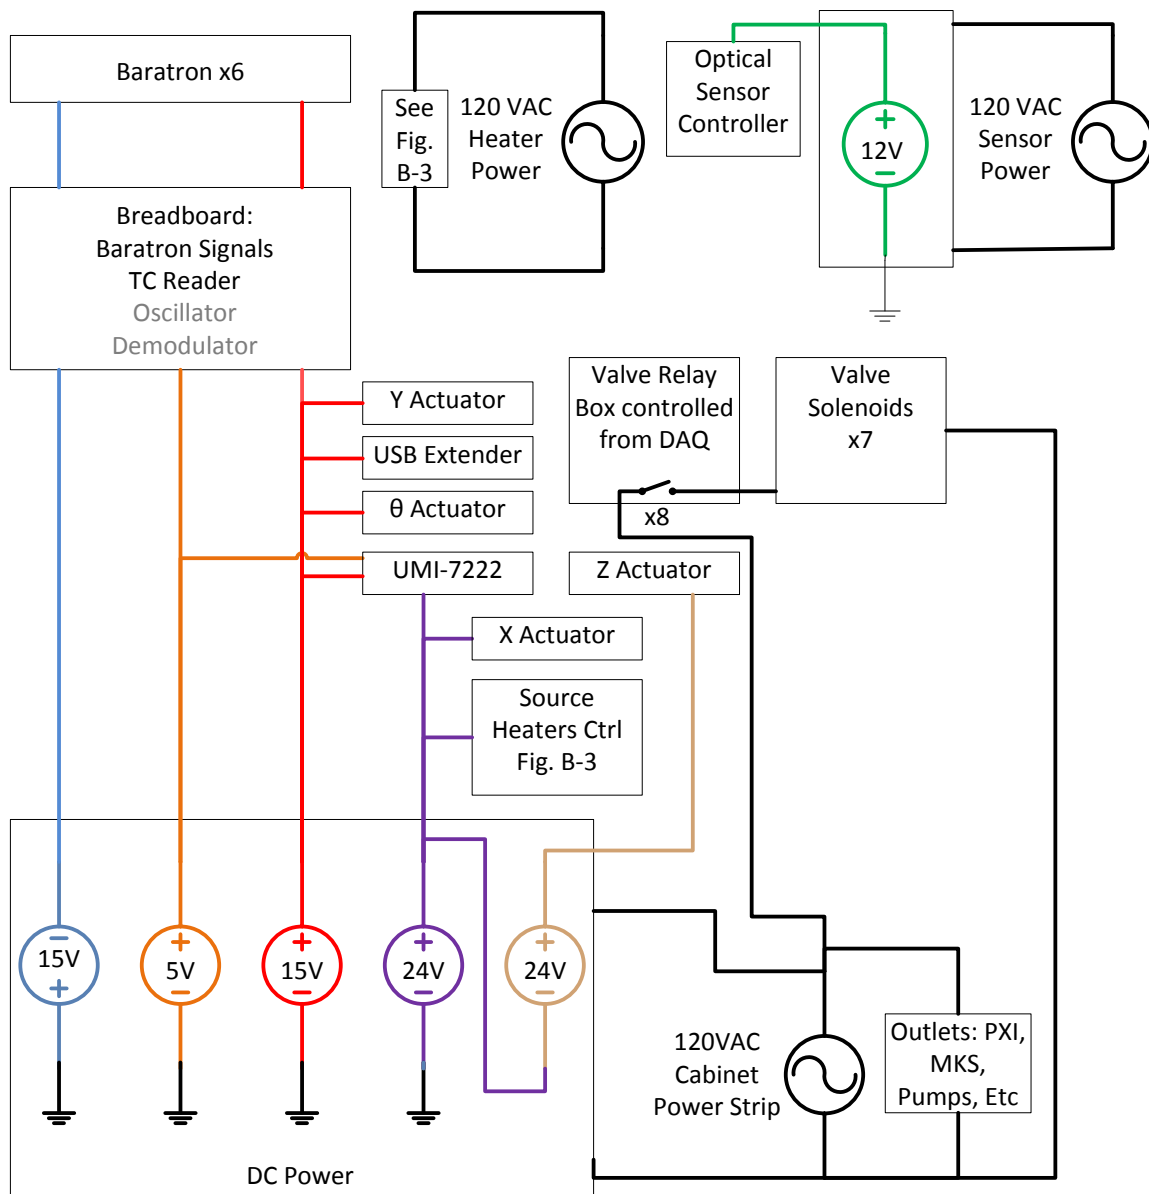 Baratron x6
See
Fig.
B-3
120 VAC
Heater
Power
Optical
Sensor
Controller
+
12V
−
120 VAC
Sensor
Power
Breadboard:
Baratron Signals
TC Reader
Oscillator
Demodulator
Y Actuator
USB Extender
θ Actuator
UMI-7222
Valve Relay
Box controlled
from DAQ
x8
Valve
Solenoids
x7
Z Actuator
X Actuator
Source
Heaters Ctrl
Fig. B-3
−
15V
+
+
5V
−
+
15V
−
+
24V
−
+
24V
−
DC Power
120VAC
Cabinet
Power Strip
Outlets: PXI,
MKS,
Pumps, Etc